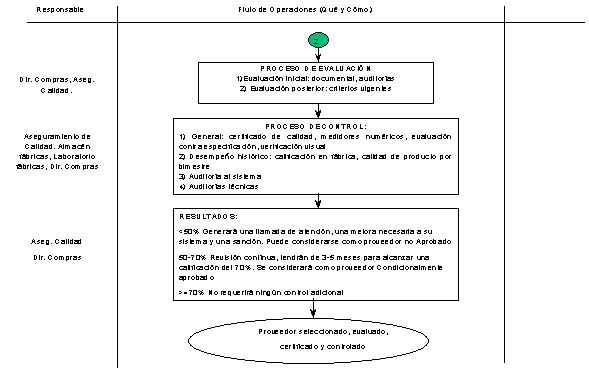 Responsable
Flujo de Operaciones (Qué y Cómo)
2
PROCESO DE EVALUACIÓN
1)Evaluación inicial: documental, auditorías
2) Evaluación posterior: criterios urgentes
Dir. Compras, Aseg.
Calidad.
PROCESO DE CONTROL:
1) General: cerificado de calidad, medidores numéricos, evaluación
contra especificación, verificación visual
2) Desempeño histórico: calificación en fábrica, calidad de producto por
bimestre
3) Auditoría al sistema
4) Auditorías técnicas
Aseguramiento de
Calidad. Almacén
fábricas, Laboratorio
fábricas, Dir. Compras
RESULTADOS:
<50% Generará una llamada de atención, una mejora necesaria a su
sistema y una sanción. Puede considerarse como proveedor no Aprobado
50-70% Revisión continua, tendrán de 3-5 meses para alcanzar una
calificación del 70%. Se considerará como proveedor Condicionalmente
aprobado
>=70% No requerirá ningún control adicional
Aseg. Calidad
Dir. Compras
Proveedor seleccionado, evaluado,
certificado y controlado